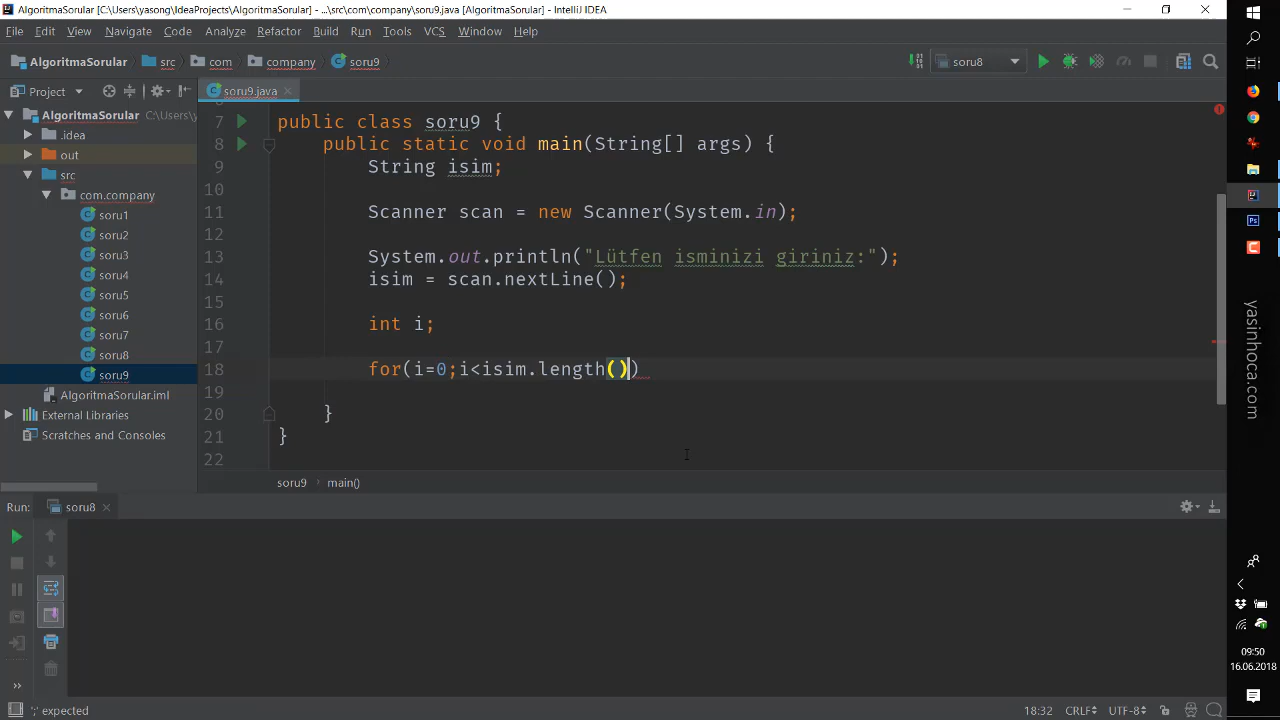 AlgoritmaSorular [C:\Users\yasong\IdeaProjects\AlgoritmaSorular] - ...\src\com\company\soru9.java [AlgoritmaSorular] - IntelliJ IDEA
File Edit View Navigate Code Analyze Refactor Build Run Tools VCS Window Help
AlgoritmaSorular src com company soru9 soru8
Project
soru9.java
AlgoritmaSorular C:\Users\y
.idea
out
src
com.company
soru1
soru2
soru3
soru4
soru5
soru6
soru7
soru8
soru9
AlgoritmaSorular.iml
External Libraries
Scratches and Consoles
7 public class soru9 {
8 public static void main(String[] args) {
9 String isim;
10
11 Scanner scan = new Scanner(System.in);
12
13 System.out.println("Lütfen isminizi giriniz:");
14 isim = scan.nextLine();
15
16 int i;
17
18 for(i=0;i<isim.length())
19
20 }
21 }
22
soru9 main()
Run: soru8
';' expected
18:32 CRLF UTF-8
yasinhoca.com
09:50
16.06.2018